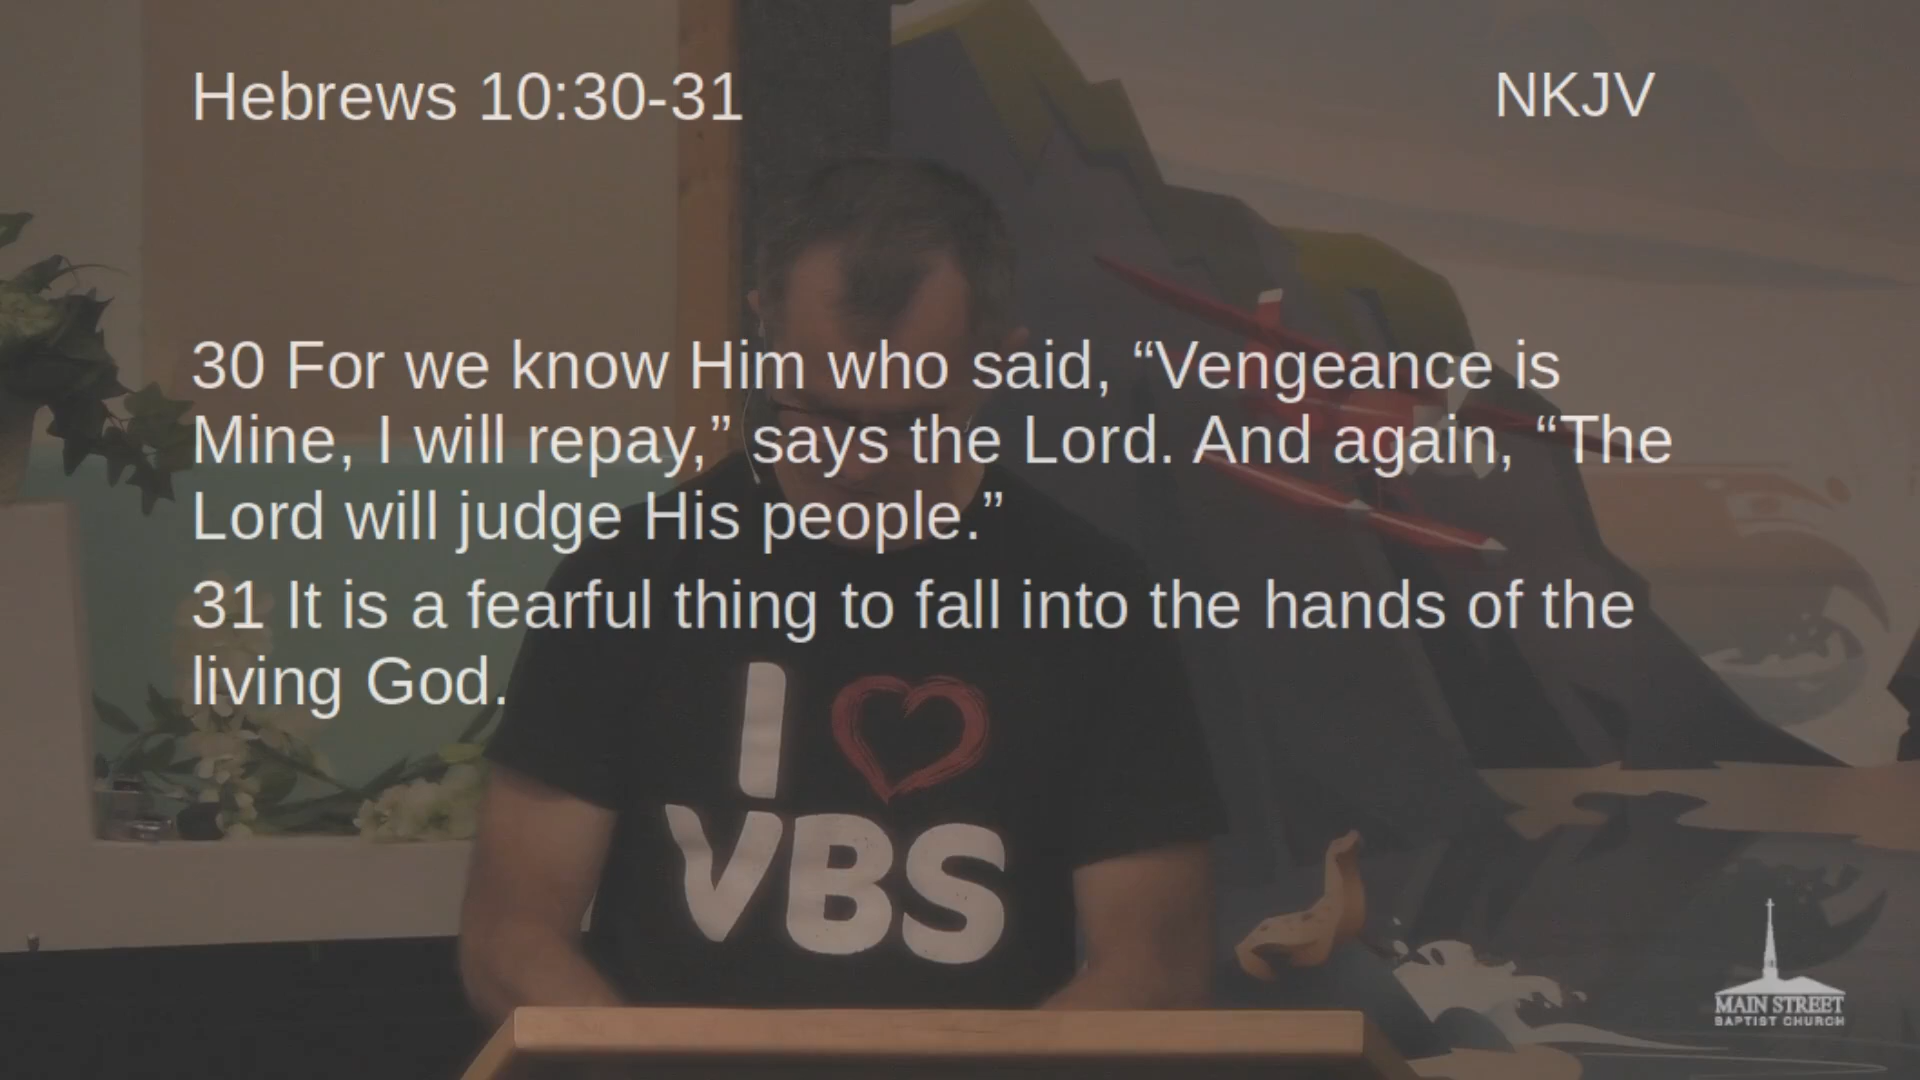 Hebrews 10:30-31
NKJV
30 For we know Him who said, “Vengeance is
Mine, I will repay,” says the Lord. And again, “The
Lord will judge His people.”
31 It is a fearful thing to fall into the hands of the
living God.
I
VBS
MAIN STREET
BAPTIST CHURCH